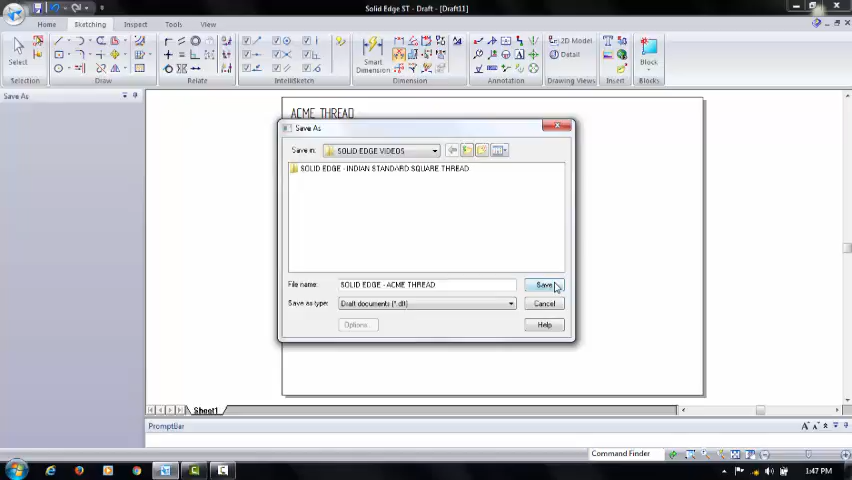 Solid Edge ST - Draft - [Draft11]
Home Sketching Inspect Tools View
Select
Smart
Dimension
2D Model
Detail
Block
Selection Draw Relate IntelliSketch Dimension Annotation Drawing Views Insert Blocks
Save As
ACME THREAD
Save As
Save in: SOLID EDGE VIDEOS
SOLID EDGE - INDIAN STANDARD SQUARE THREAD
File name: SOLID EDGE - ACME THREAD Save
Save as type: Draft documents (*.dft) Cancel
Options... Help
Sheet1
PromptBar
Command Finder
1:47 PM